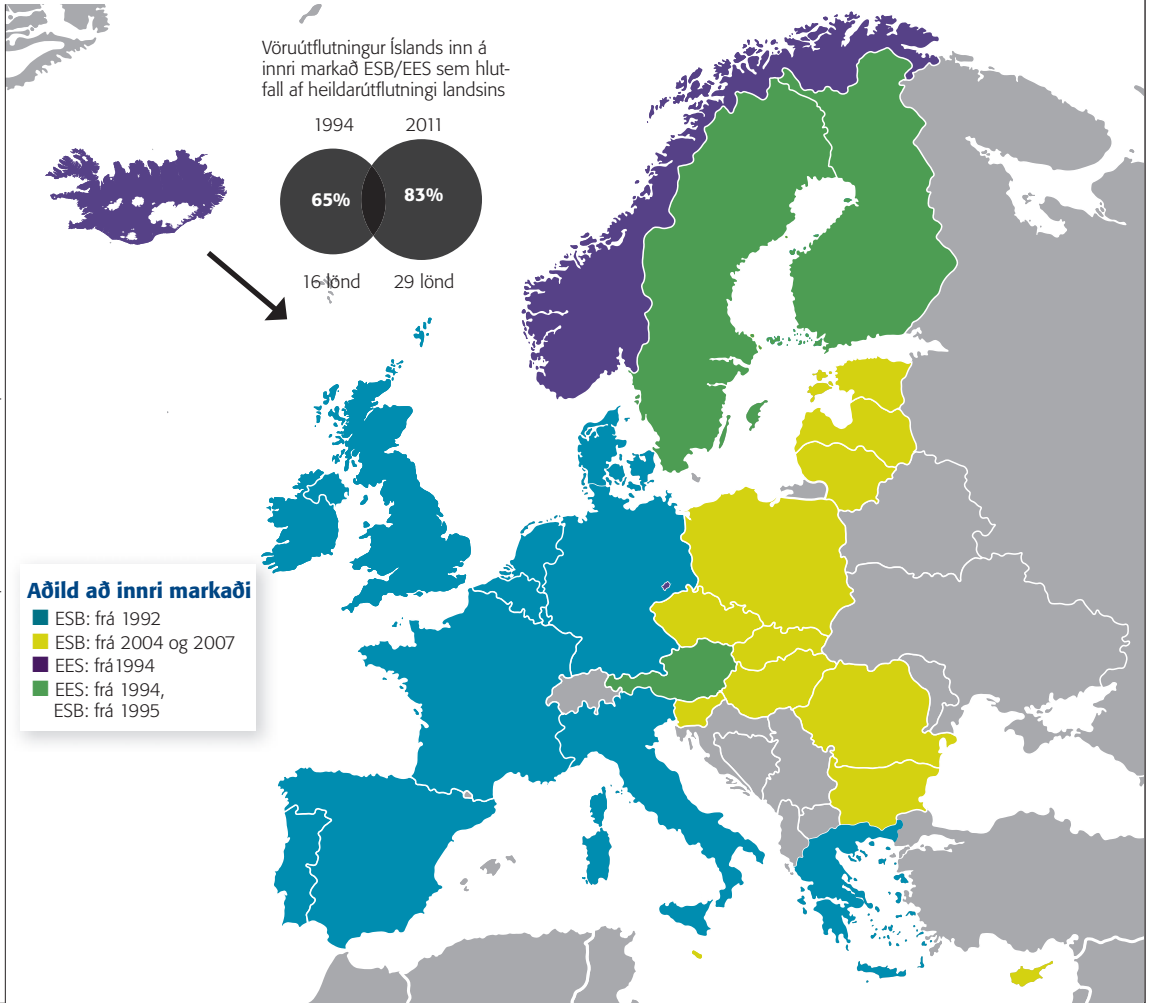 Vöruútflutningur Íslands inn á
innri markað ESB/EES sem hlut-
fall af heildarútflutningi landsins
1994 2011
65% 83%
16 lönd 29 lönd
Aðild að innri markaði
ESB: frá 1992
ESB: frá 2004 og 2007
EES: frá1994
EES: frá 1994,
ESB: frá 1995